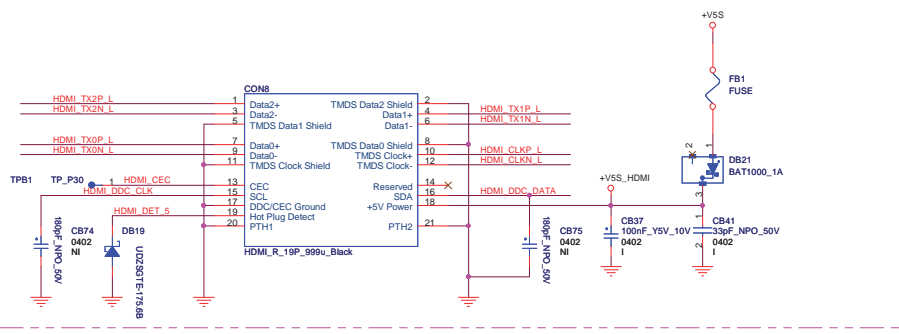 +V5S
FB1
FUSE
CON8
HDMI_TX2P_L 1 Data2+ TMDS Data2 Shield 2
HDMI_TX2N_L 3 Data2- Data1+ 4 HDMI_TX1P_L
5 TMDS Data1 Shield Data1- 6 HDMI_TX1N_L
HDMI_TX0P_L 7 Data0+ TMDS Data0 Shield 8
HDMI_TX0N_L 9 Data0- TMDS Clock+ 10 HDMI_CLKP_L
11 TMDS Clock Shield TMDS Clock- 12 HDMI_CLKN_L
2 1
DB21
BAT1000_1A
3
TPB1 TP_P30 1 HDMI_CEC 13 CEC Reserved 14
HDMI_DDC_CLK 15 SCL SDA 16 HDMI_DDC_DATA
17 DDC/CEC Ground +5V Power 18
+V5S_HDMI
HDMI_DET_5 19 Hot Plug Detect
20 PTH1 PTH2 21
HDMI_R_19P_999u_Black
180pF_NPO_50V
CB74
0402
NI
DB19
UDZSGTE-175.6B
180pF_NPO_50V
CB75
0402
NI
CB37
100nF_Y5V_10V
0402
I
1
CB41
33pF_NPO_50V
0402
I
2